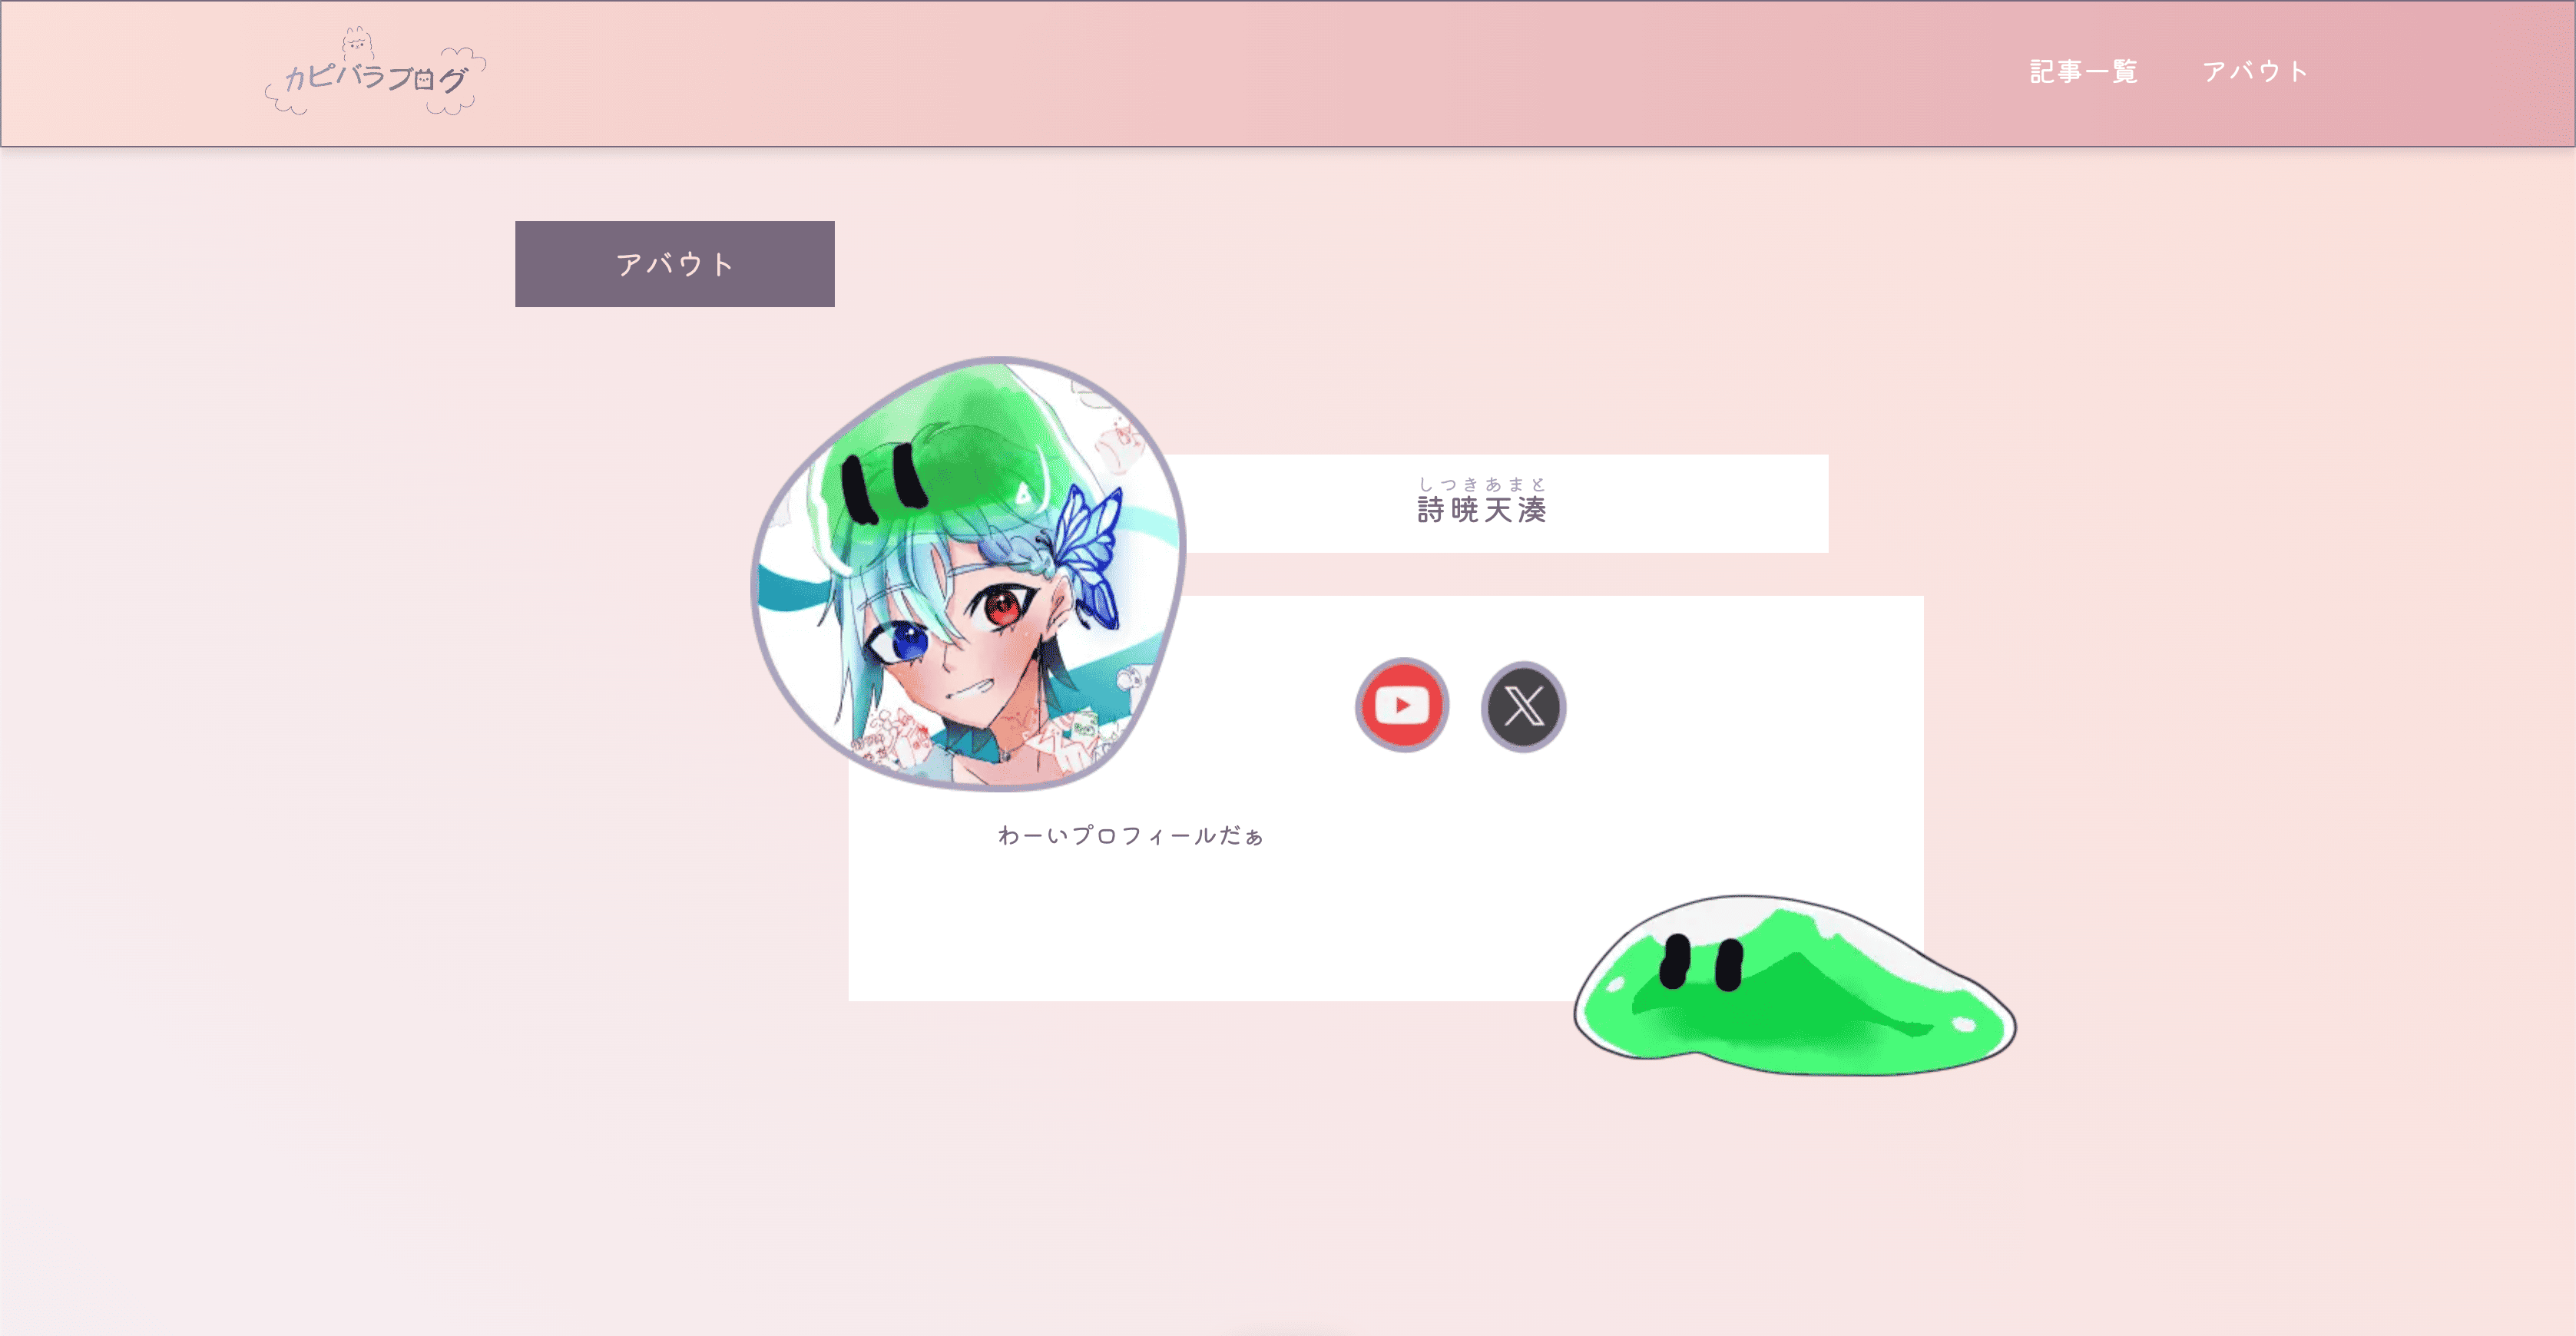 カピバラブログ
記事一覧 アバウト
アバウト
しつきあまと
詩暁天湊
わーいプロフィールだぁ